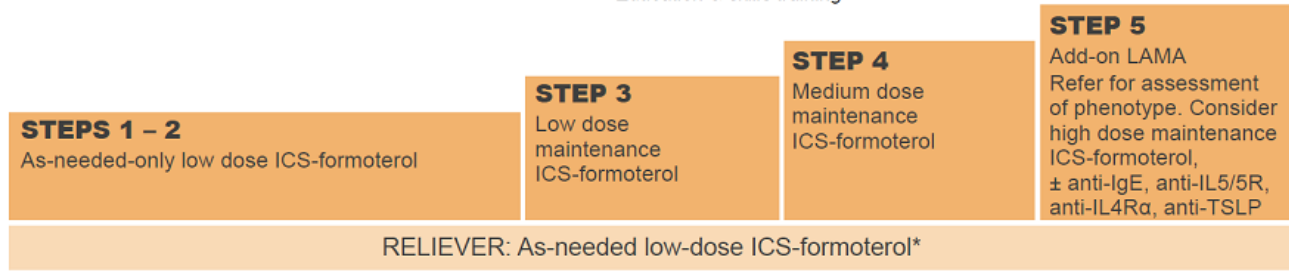 STEPS 1 – 2
As-needed-only low dose ICS-formoterol
STEP 3
Low dose
maintenance
ICS-formoterol
STEP 4
Medium dose
maintenance
ICS-formoterol
STEP 5
Add-on LAMA
Refer for assessment
of phenotype. Consider
high dose maintenance
ICS-formoterol,
± anti-IgE, anti-IL5/5R,
anti-IL4Rα, anti-TSLP
RELIEVER: As-needed low-dose ICS-formoterol*